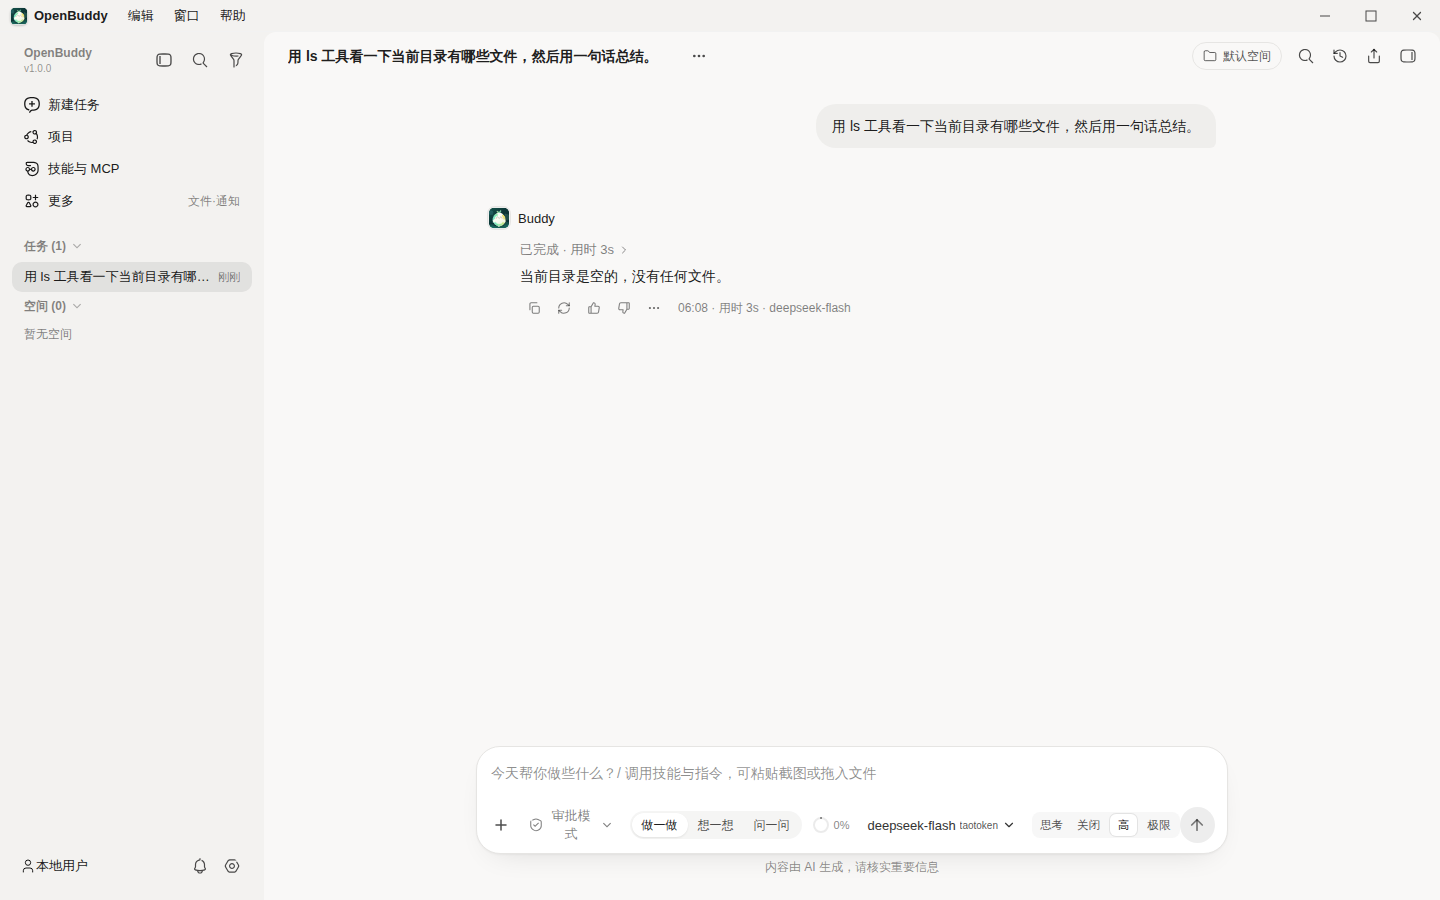 OpenBuddy 编辑 窗口 帮助
OpenBuddy
v1.0.0
新建任务
项目
技能与 MCP
更多 文件·通知
任务 (1)
用 ls 工具看一下当前目录有哪… 刚刚
空间 (0)
暂无空间
本地用户
用 ls 工具看一下当前目录有哪些文件，然后用一句话总结。
默认空间
用 ls 工具看一下当前目录有哪些文件，然后用一句话总结。
Buddy
已完成 · 用时 3s
当前目录是空的，没有任何文件。
06:08 · 用时 3s · deepseek-flash
今天帮你做些什么？/ 调用技能与指令，可粘贴截图或拖入文件
审批模式 做一做 想一想 问一问 0% deepseek-flash taotoken 思考 关闭 高 极限
内容由 AI 生成，请核实重要信息